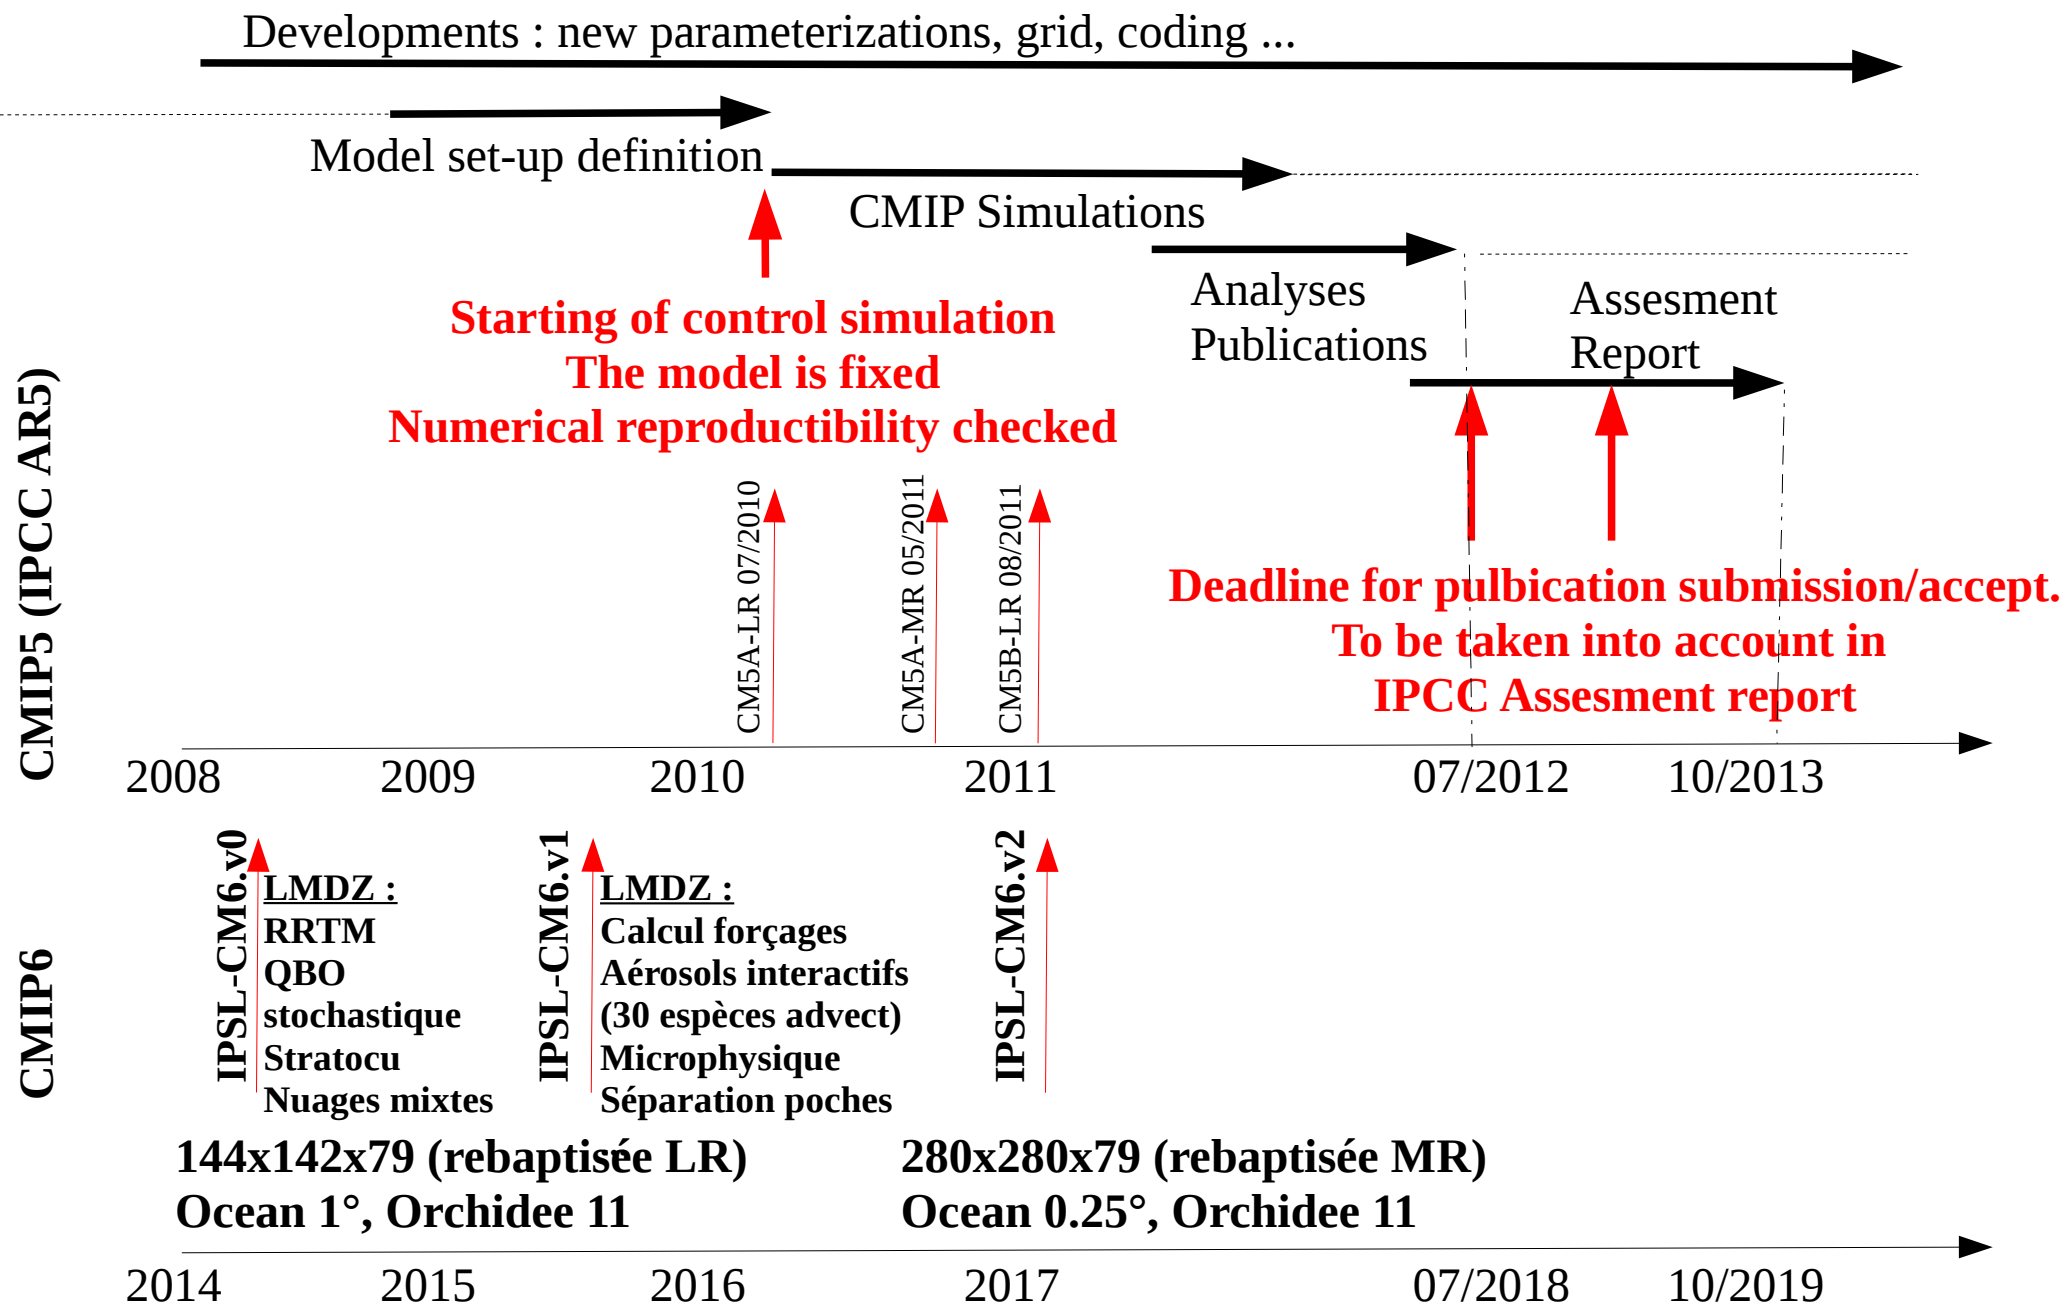 Developments : new parameterizations, grid, coding ...
Model set-up definition
CMIP Simulations
Analyses
Publications
Assesment
Report
Starting of control simulation
The model is fixed
Numerical reproductibility checked
CMIP5 (IPCC AR5)
CM5A-LR 07/2010
CM5A-MR 05/2011
CM5B-LR 08/2011
Deadline for pulbication submission/accept.
To be taken into account in
IPCC Assesment report
2008
2009
2010
2011
07/2012
10/2013
CMIP6
IPSL-CM6.v0
LMDZ :
RRTM
QBO
stochastique
Stratocu
Nuages mixtes
IPSL-CM6.v1
LMDZ :
Calcul forçages
Aérosols interactifs
(30 espèces advect)
Microphysique
Séparation poches
IPSL-CM6.v2
144x142x79 (rebaptisée LR)
Ocean 1°, Orchidee 11
280x280x79 (rebaptisée MR)
Ocean 0.25°, Orchidee 11
2014
2015
2016
2017
07/2018
10/2019